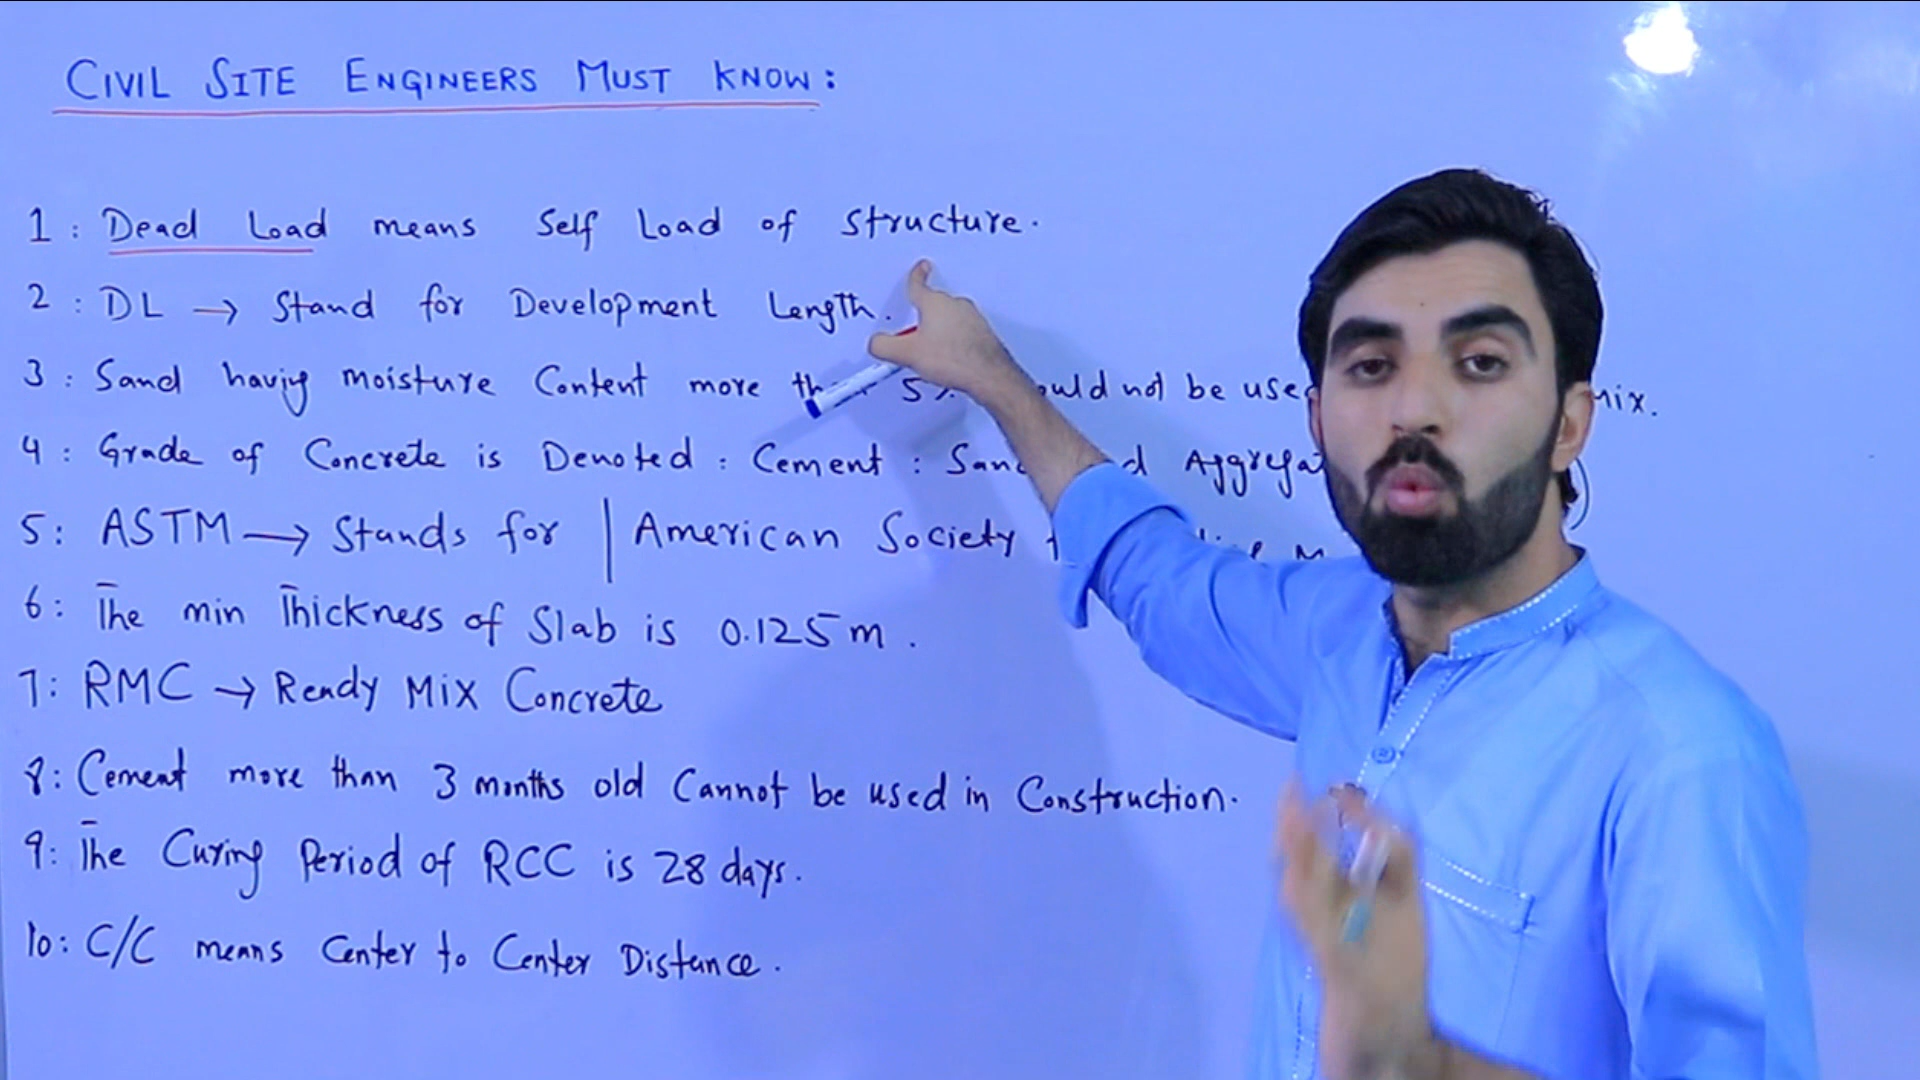 CIVIL SITE ENGINEERS MUST KNOW:
1: Dead Load means Self Load of Structure.
2: DL → Stand for Development Length.
3: Sand having moisture Content more 5% not be mix.
4: Grade of Concrete is Denoted: Cement:
5: ASTM → Stands for | American Society
6: The min Thickness of Slab is 0.125m.
7: RMC → Ready Mix Concrete
8: Cement more than 3 months old Cannot be used in Construction.
9: The Curing Period of RCC is 28 days.
10: C/C means Center to Center Distance.